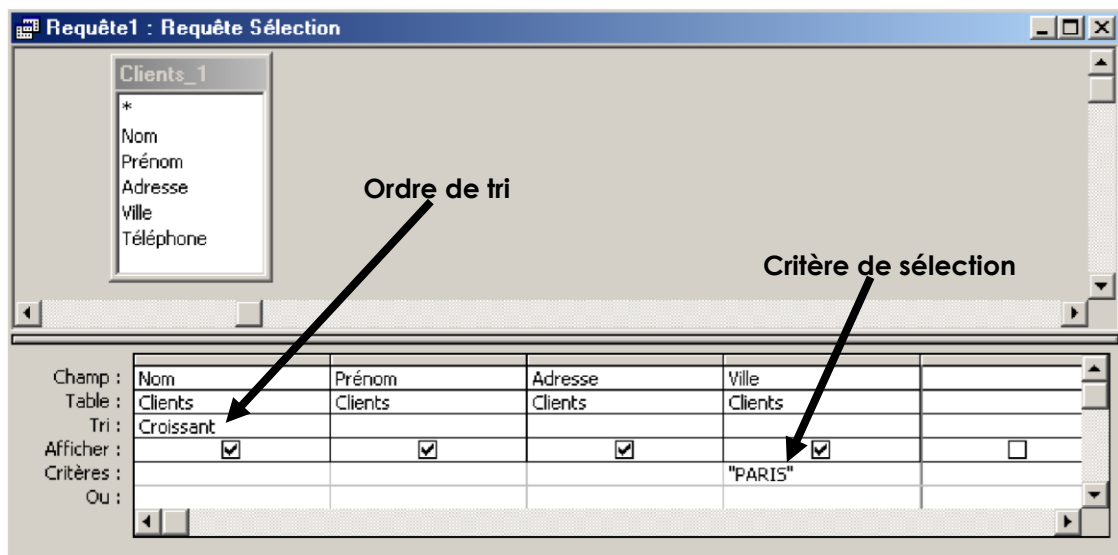 Requête1 : Requête Sélection
Clients_1
*
Nom
Prénom
Adresse
Ville
Téléphone
Ordre de tri
Critère de sélection
Champ : Nom Prénom Adresse Ville
Table : Clients Clients Clients Clients
Tri : Croissant
Afficher :
Critères : "PARIS"
Ou :